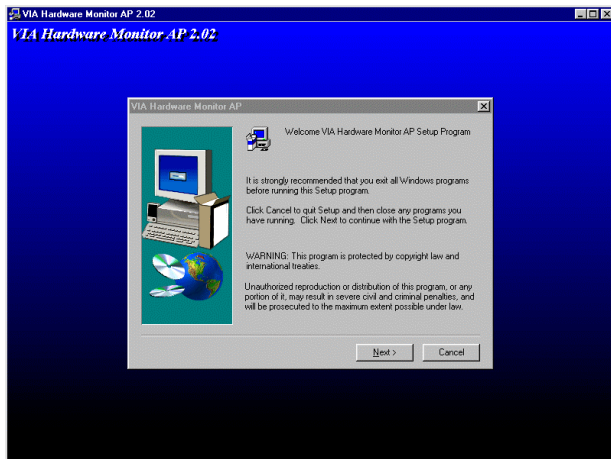 VIA Hardware Monitor AP 2.02
VIA Hardware Monitor AP 2.02
VIA Hardware Monitor AP
Welcome VIA Hardware Monitor AP Setup Program
It is strongly recommended that you exit all Windows programs
before running this Setup program.
Click Cancel to quit Setup and then close any programs you
have running. Click Next to continue with the Setup program.
WARNING: This program is protected by copyright law and
international treaties.
Unauthorized reproduction or distribution of this program, or any
portion of it, may result in severe civil and criminal penalties, and
will be prosecuted to the maximum extent possible under law.
Next >
Cancel